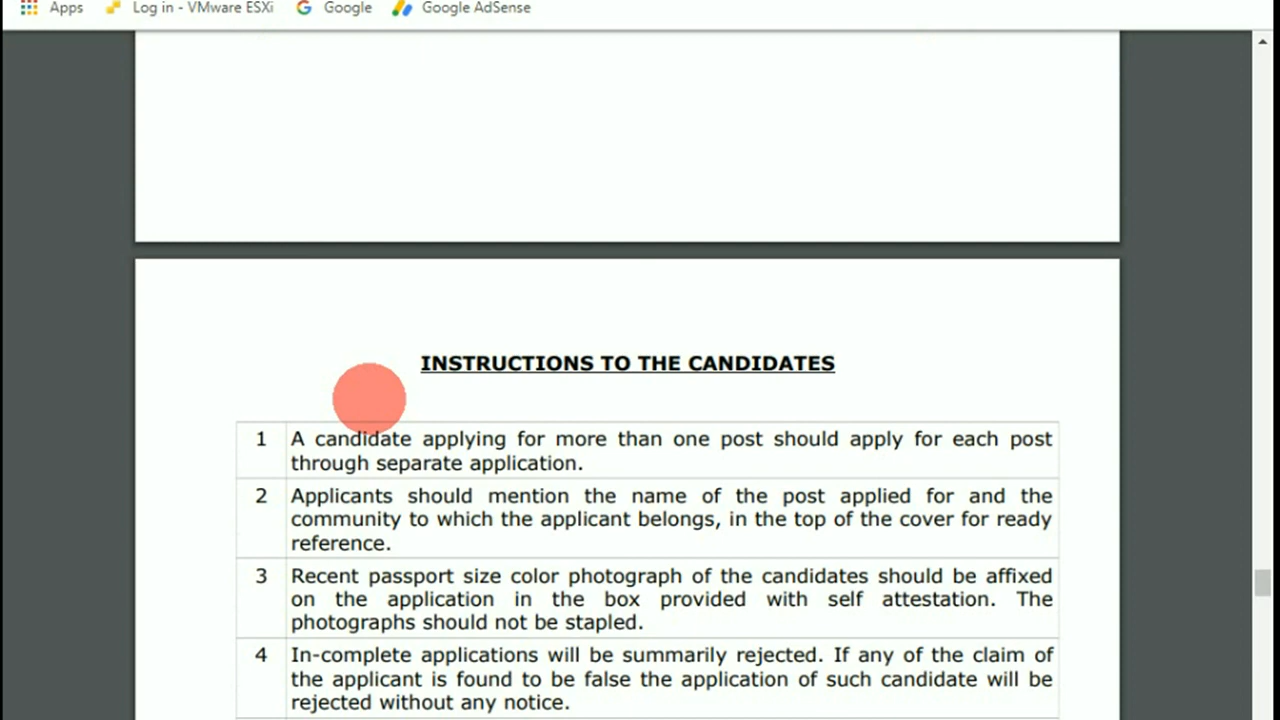 Apps Log in - VMware ESXi Google Google AdSense
INSTRUCTIONS TO THE CANDIDATES
1 A candidate applying for more than one post should apply for each post
through separate application.
2 Applicants should mention the name of the post applied for and the
community to which the applicant belongs, in the top of the cover for ready
reference.
3 Recent passport size color photograph of the candidates should be affixed
on the application in the box provided with self attestation. The
photographs should not be stapled.
4 In-complete applications will be summarily rejected. If any of the claim of
the applicant is found to be false the application of such candidate will be
rejected without any notice.